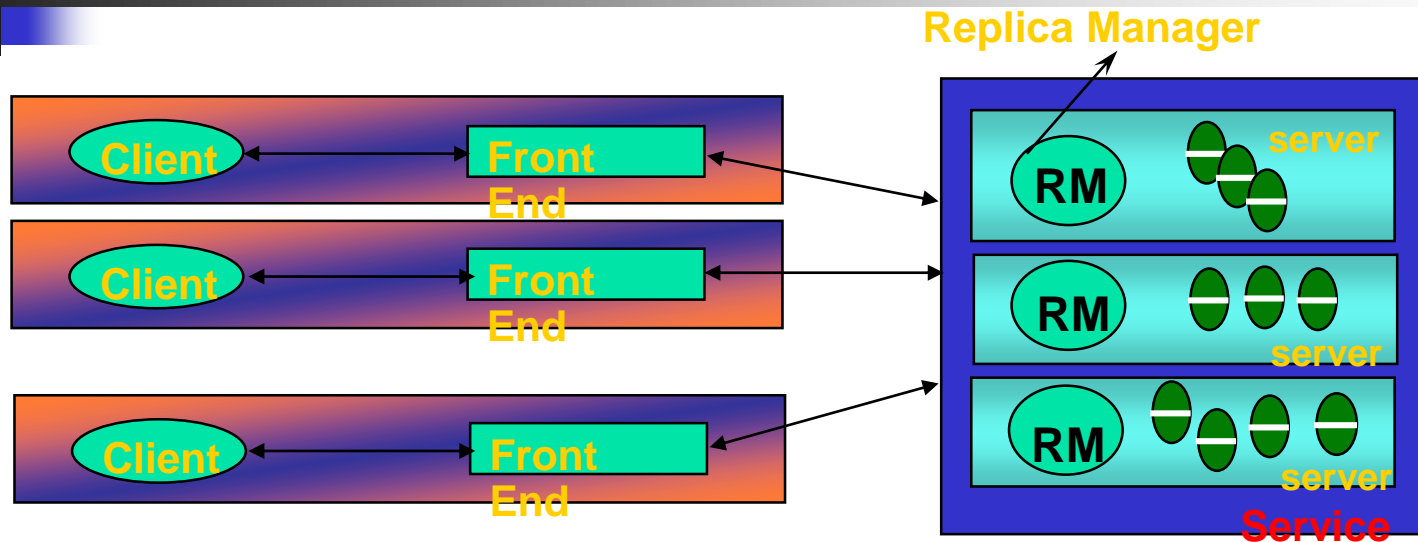 Replica Manager
Client
Front
End
RM
server
Client
Front
End
RM
server
Client
Front
End
RM
server
Service